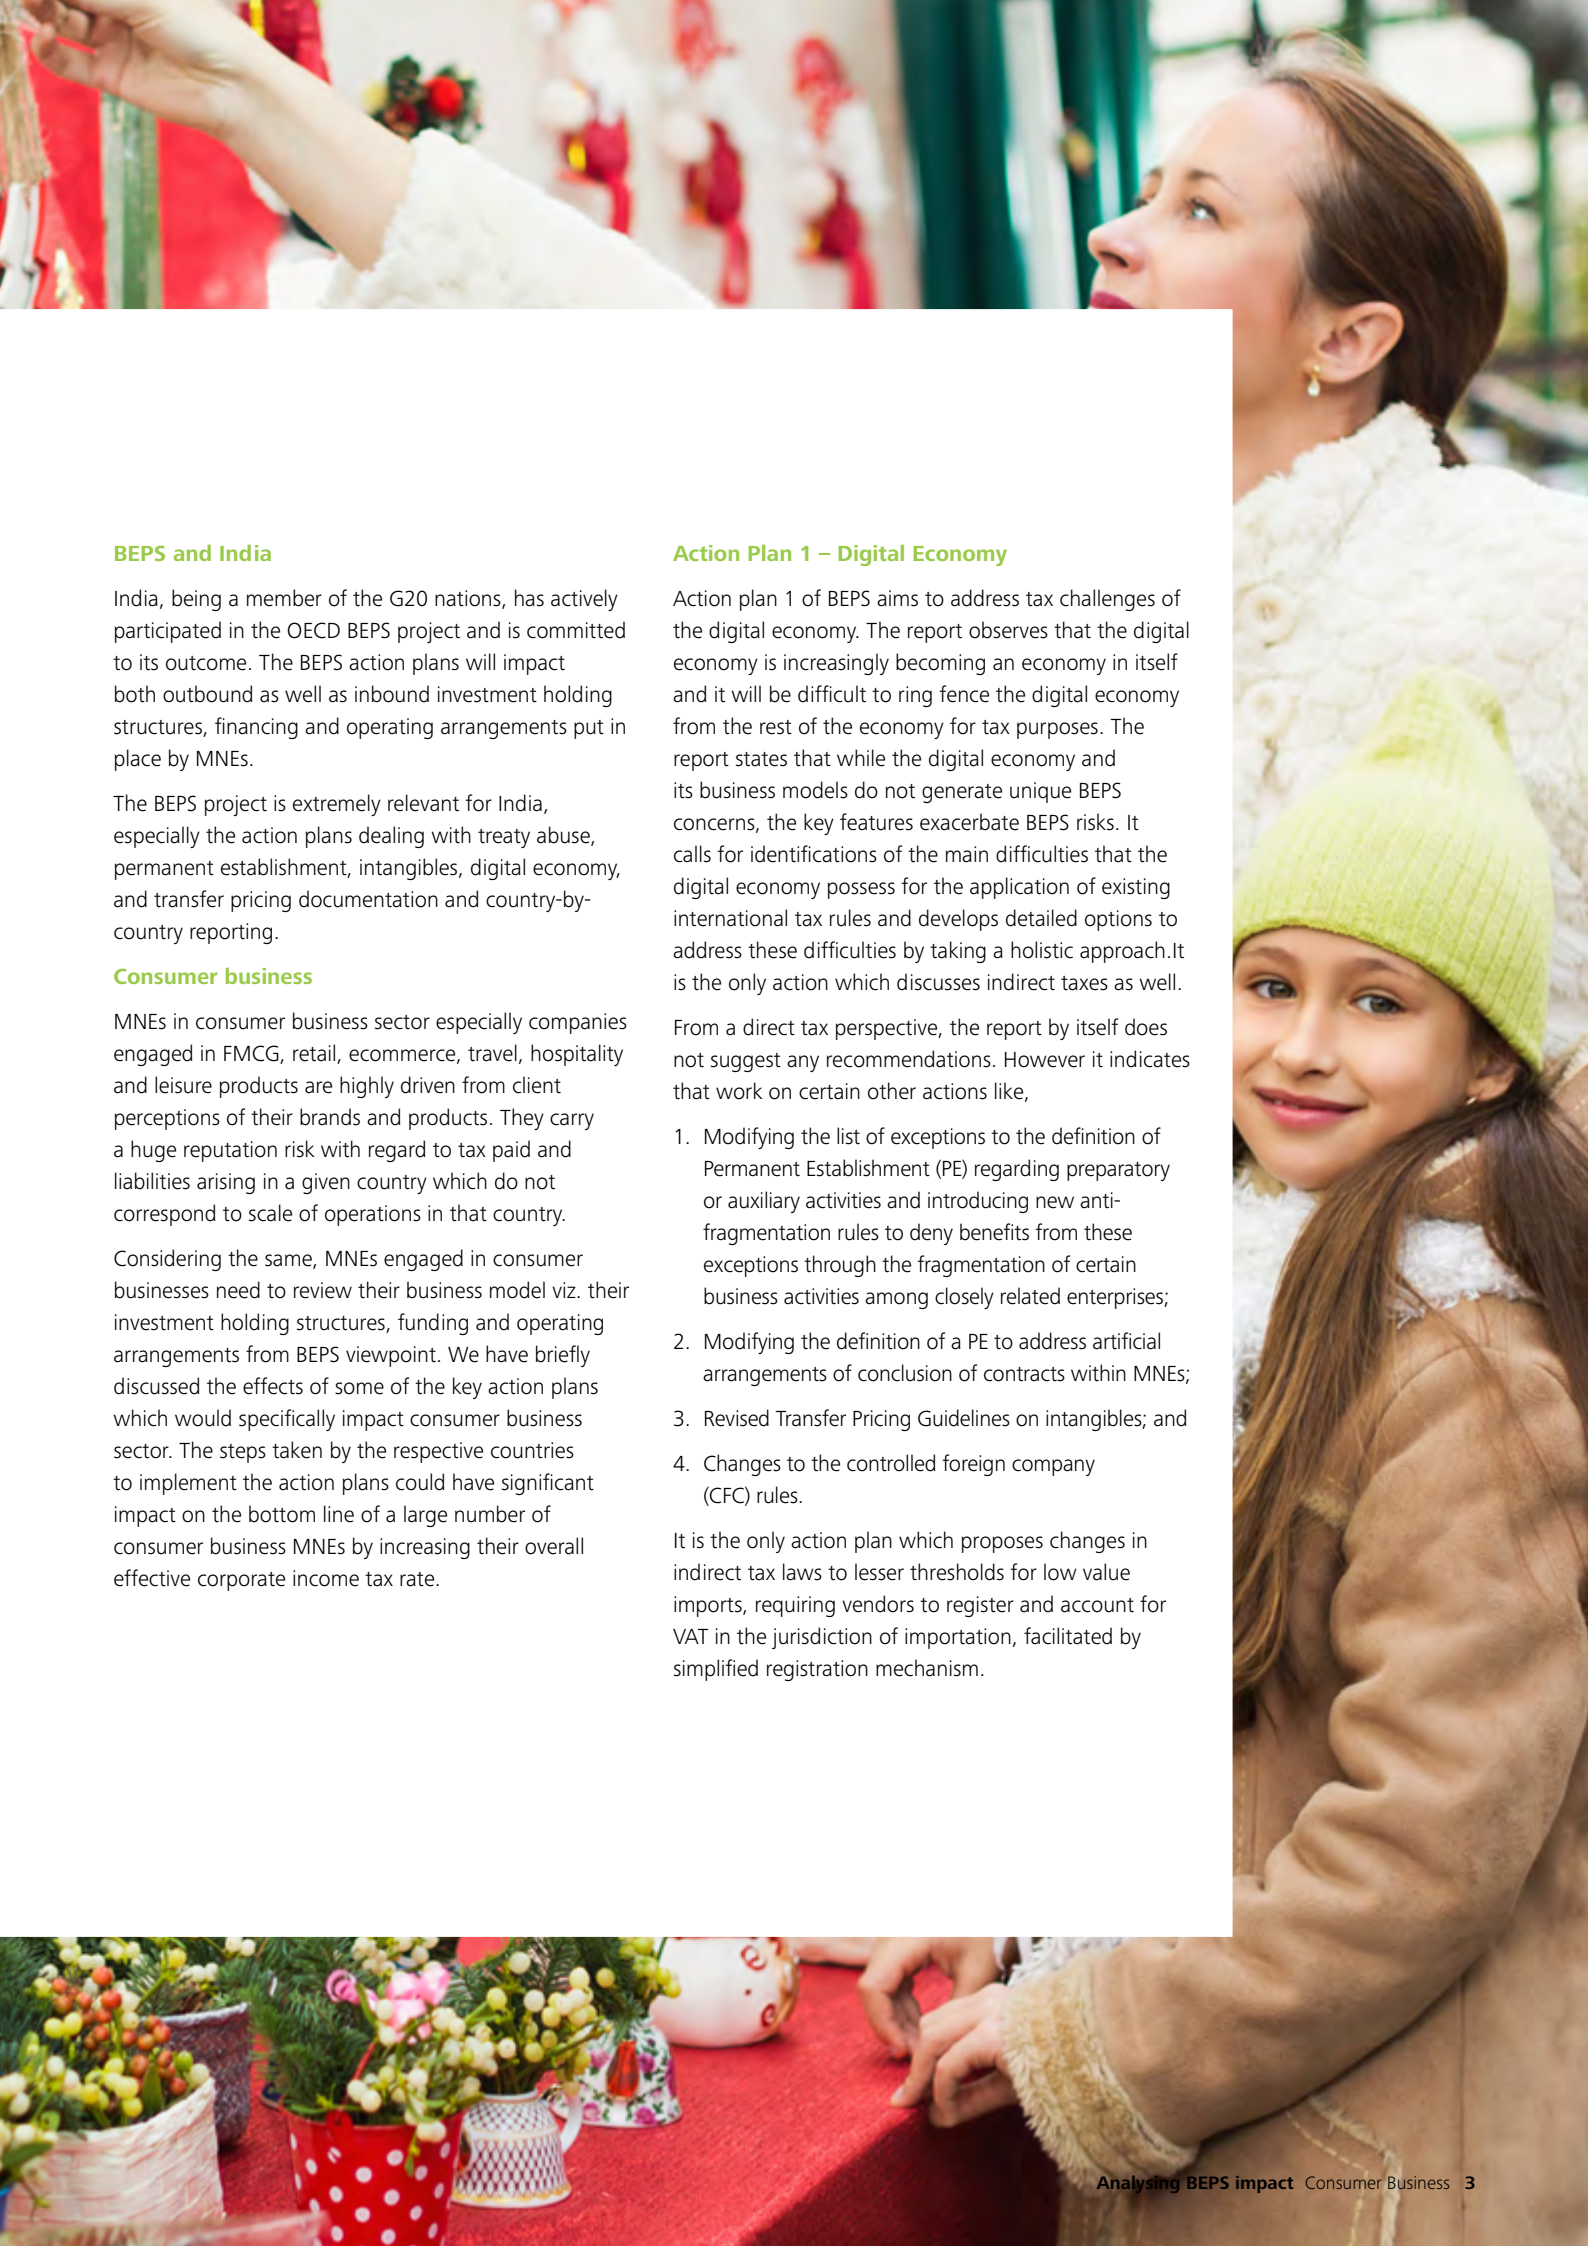 BEPS and India
India, being a member of the G20 nations, has actively
participated in the OECD BEPS project and is committed
to its outcome. The BEPS action plans will impact
both outbound as well as inbound investment holding
structures, financing and operating arrangements put in
place by MNEs.
The BEPS project is extremely relevant for India,
especially the action plans dealing with treaty abuse,
permanent establishment, intangibles, digital economy,
and transfer pricing documentation and country-by-
country reporting.
Consumer business
MNEs in consumer business sector especially companies
engaged in FMCG, retail, ecommerce, travel, hospitality
and leisure products are highly driven from client
perceptions of their brands and products. They carry
a huge reputation risk with regard to tax paid and
liabilities arising in a given country which do not
correspond to scale of operations in that country.
Considering the same, MNEs engaged in consumer
businesses need to review their business model viz. their
investment holding structures, funding and operating
arrangements from BEPS viewpoint. We have briefly
discussed the effects of some of the key action plans
which would specifically impact consumer business
sector. The steps taken by the respective countries
to implement the action plans could have significant
impact on the bottom line of a large number of
consumer business MNEs by increasing their overall
effective corporate income tax rate.
Action Plan 1 – Digital Economy
Action plan 1 of BEPS aims to address tax challenges of
the digital economy. The report observes that the digital
economy is increasingly becoming an economy in itself
and it will be difficult to ring fence the digital economy
from the rest of the economy for tax purposes. The
report states that while the digital economy and
its business models do not generate unique BEPS
concerns, the key features exacerbate BEPS risks. It
calls for identifications of the main difficulties that the
digital economy possess for the application of existing
international tax rules and develops detailed options to
address these difficulties by taking a holistic approach.It
is the only action which discusses indirect taxes as well.
From a direct tax perspective, the report by itself does
not suggest any recommendations. However it indicates
that work on certain other actions like,
1. Modifying the list of exceptions to the definition of
Permanent Establishment (PE) regarding preparatory
or auxiliary activities and introducing new anti-
fragmentation rules to deny benefits from these
exceptions through the fragmentation of certain
business activities among closely related enterprises;
2. Modifying the definition of a PE to address artificial
arrangements of conclusion of contracts within MNEs;
3. Revised Transfer Pricing Guidelines on intangibles; and
4. Changes to the controlled foreign company
(CFC) rules.
It is the only action plan which proposes changes in
indirect tax laws to lesser thresholds for low value
imports, requiring vendors to register and account for
VAT in the jurisdiction of importation, facilitated by
simplified registration mechanism.
Analysing BEPS impact Consumer Business 3